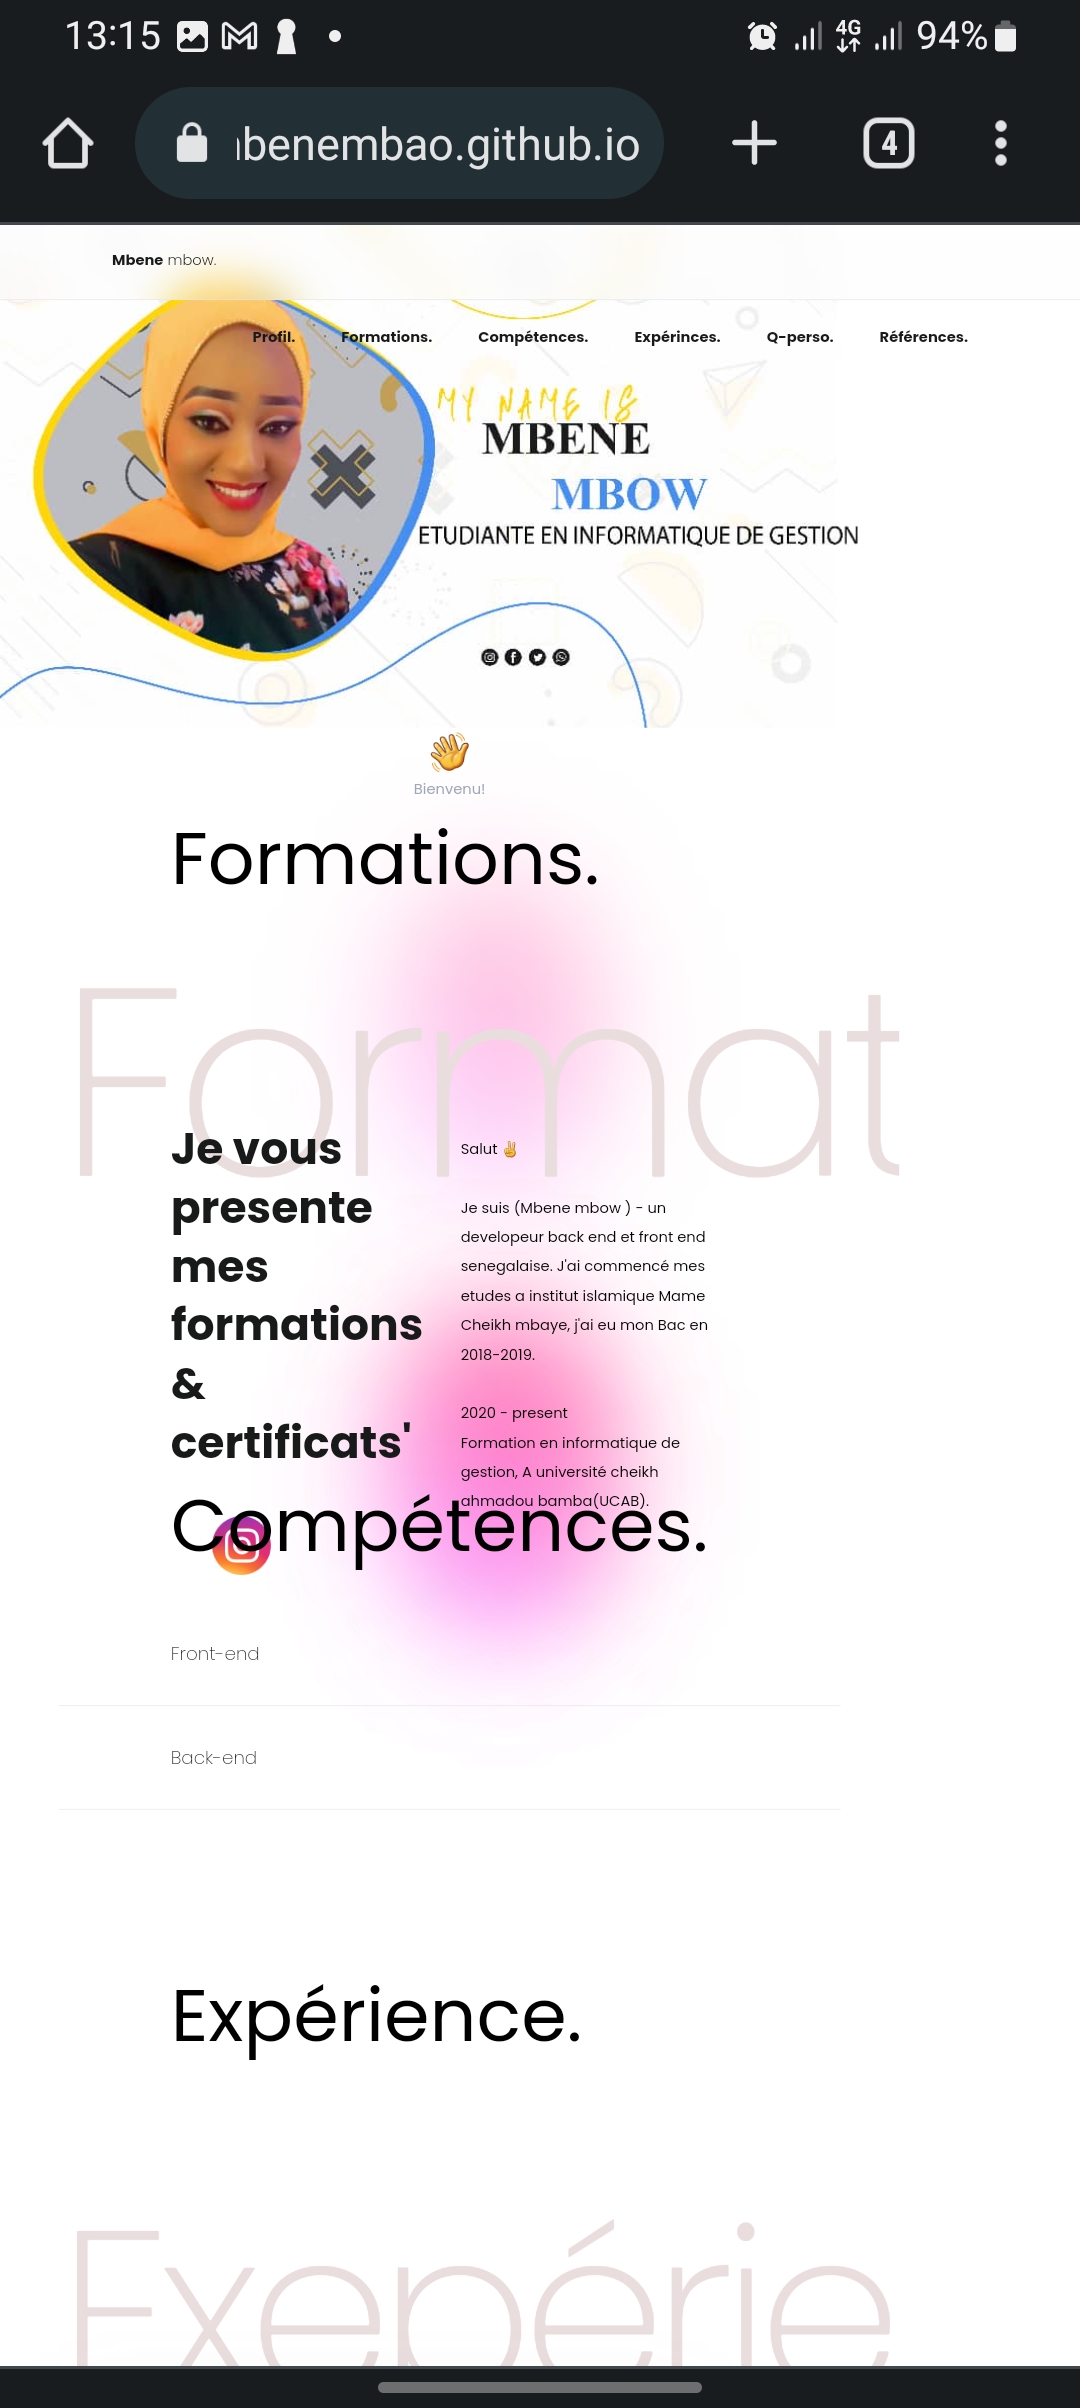 13:15
4G
94%
benembao.github.io
4
Mbene mbow.
Profil. Formations. Compétences. Expérinces. Q-perso. Références.
MY NAME IS
MBENE
MBOW
ETUDIANTE EN INFORMATIQUE DE GESTION
Bienvenu!
Formations.
Format
Je vous
presente
mes
formations
&
certificats'
Salut ✌
Je suis (Mbene mbow ) - un
developeur back end et front end
senegalaise. J'ai commencé mes
etudes a institut islamique Mame
Cheikh mbaye, j'ai eu mon Bac en
2018-2019.
2020 - present
Formation en informatique de
gestion, A université cheikh
ahmadou bamba(UCAB).
Compétences.
Front-end
Back-end
Expérience.
Exepérie